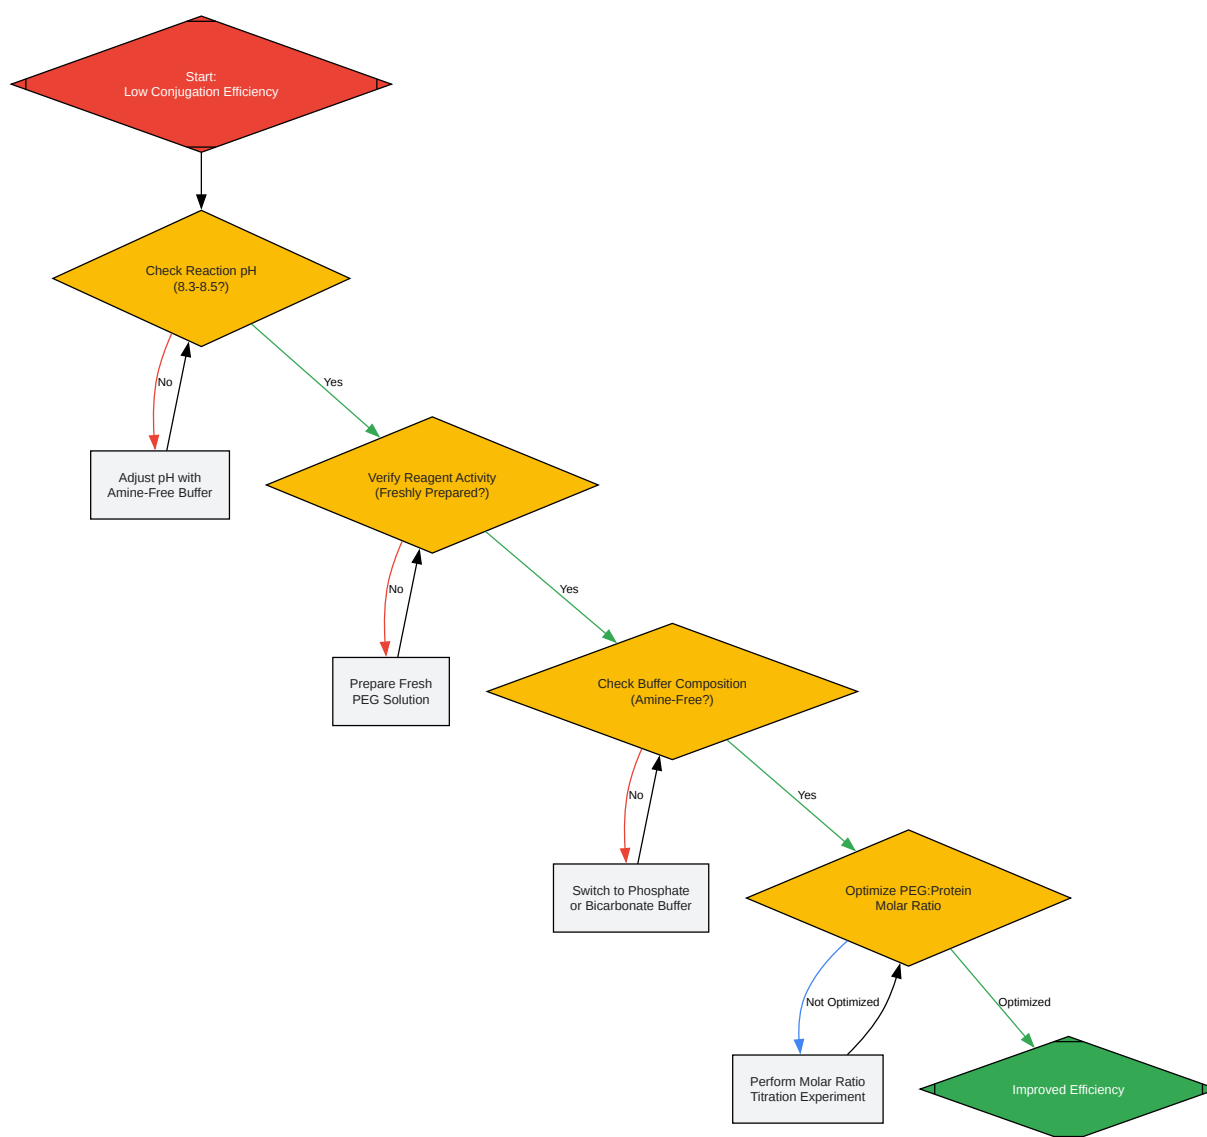 Start:
Low Conjugation Efficiency
Check Reaction pH
(8.3-8.5?)
No
Yes
Adjust pH with
Amine-Free Buffer
Verify Reagent Activity
(Freshly Prepared?)
No
Yes
Prepare Fresh
PEG Solution
Check Buffer Composition
(Amine-Free?)
No
Yes
Switch to Phosphate
or Bicarbonate Buffer
Optimize PEG:Protein
Molar Ratio
Not Optimized
Optimized
Perform Molar Ratio
Titration Experiment
Improved Efficiency